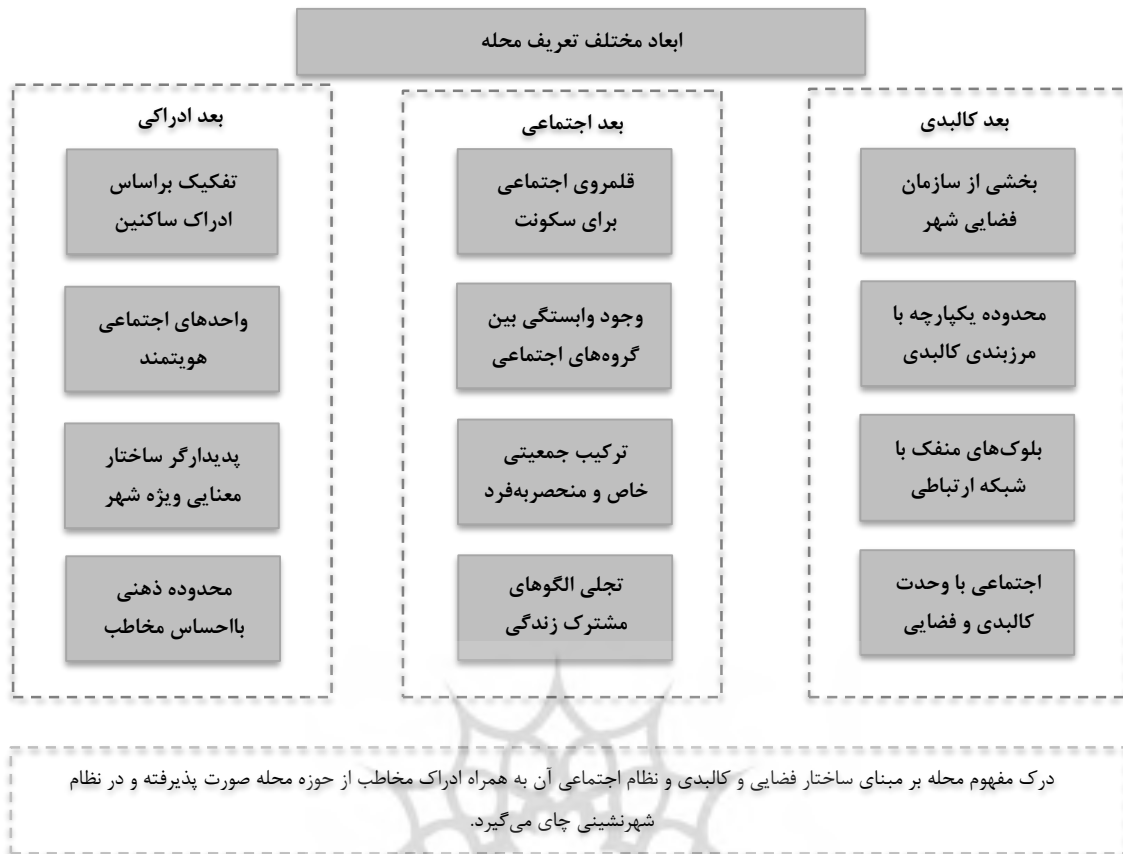 ابعاد مختلف تعریف محله
بعد کالبدی
بخشی از سازمان
فضایی شهر
محدوده یکپارچه با
مرزبندی کالبدی
بلوک‌های منفک با
شبکه ارتباطی
اجتماعی با وحدت
کالبدی و فضایی
بعد اجتماعی
قلمروی اجتماعی
برای سکونت
وجود وابستگی بین
گروه‌های اجتماعی
ترکیب جمعیتی
خاص و منحصربه‌فرد
تجلی الگوهای
مشترک زندگی
بعد ادراکی
تفکیک براساس
ادراک ساکنین
واحدهای اجتماعی
هویتمند
پدیدارگر ساختار
معنایی ویژه شهر
محدوده ذهنی
بااحساس مخاطب
درک مفهوم محله بر مبنای ساختار فضایی و کالبدی و نظام اجتماعی آن به همراه ادراک مخاطب از حوزه محله صورت پذیرفته و در نظام
شهرنشینی چای می‌گیرد.